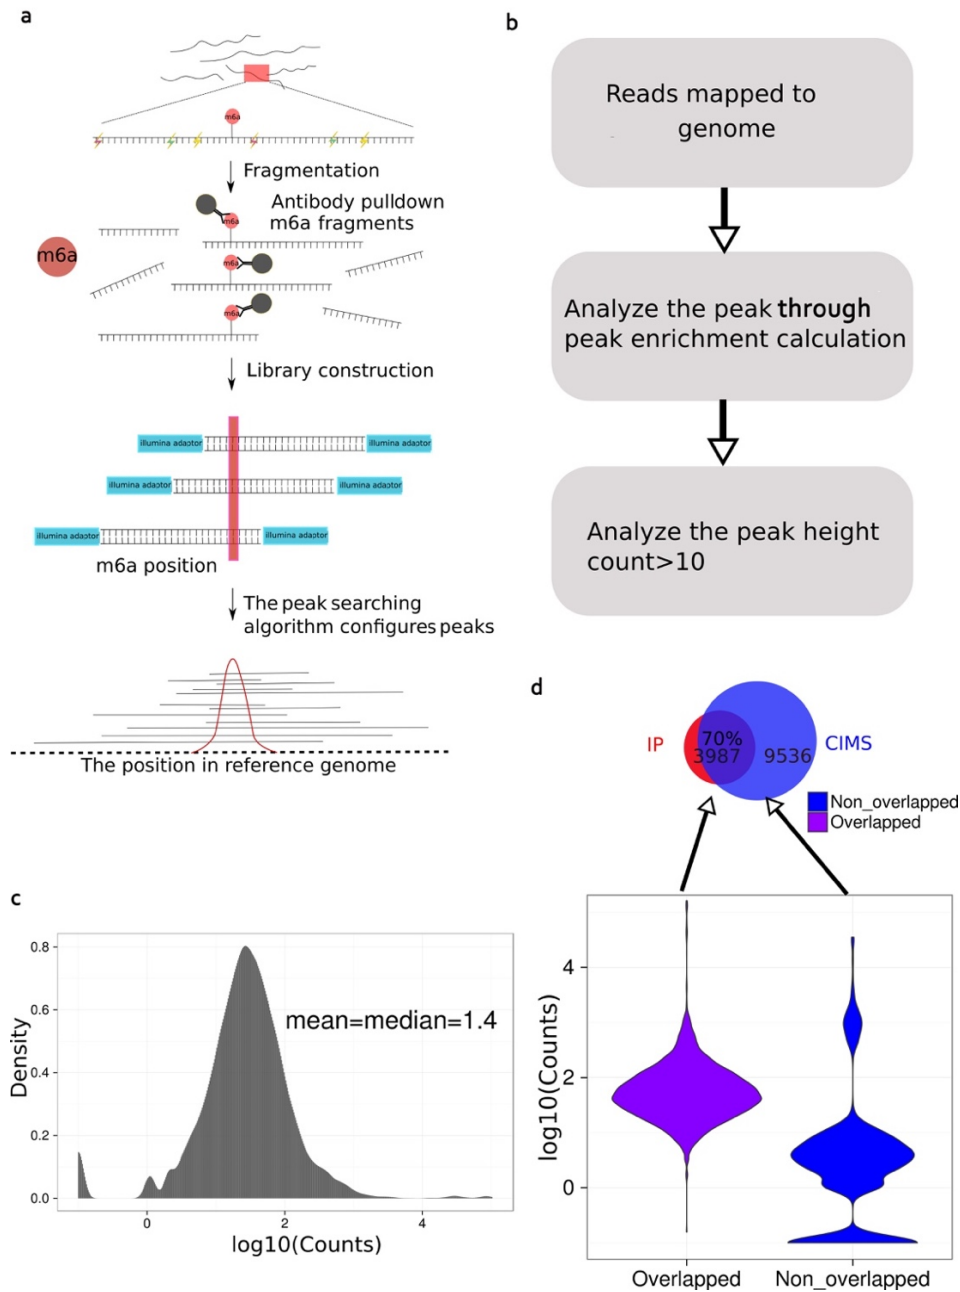 a
m6a
Fragmentation
Antibody pulldown
m6a fragments
m6a
m6a
m6a
m6a
Library construction
illumina adaptor
illumina adaptor
illumina adaptor
illumina adaptor
illumina adaptor
illumina adaptor
m6a position
The peak searching
algorithm configures peaks
The position in reference genome
b
Reads mapped to
genome
Analyze the peak through
peak enrichment calculation
Analyze the peak height
count>10
c
0.8
0.6
0.4
0.2
0.0
Density
mean=median=1.4
0 2 4
log10(Counts)
d
IP
70%
3987
9536
CIMS
Non_overlapped
Overlapped
4
2
0
log10(Counts)
Overlapped Non_overlapped